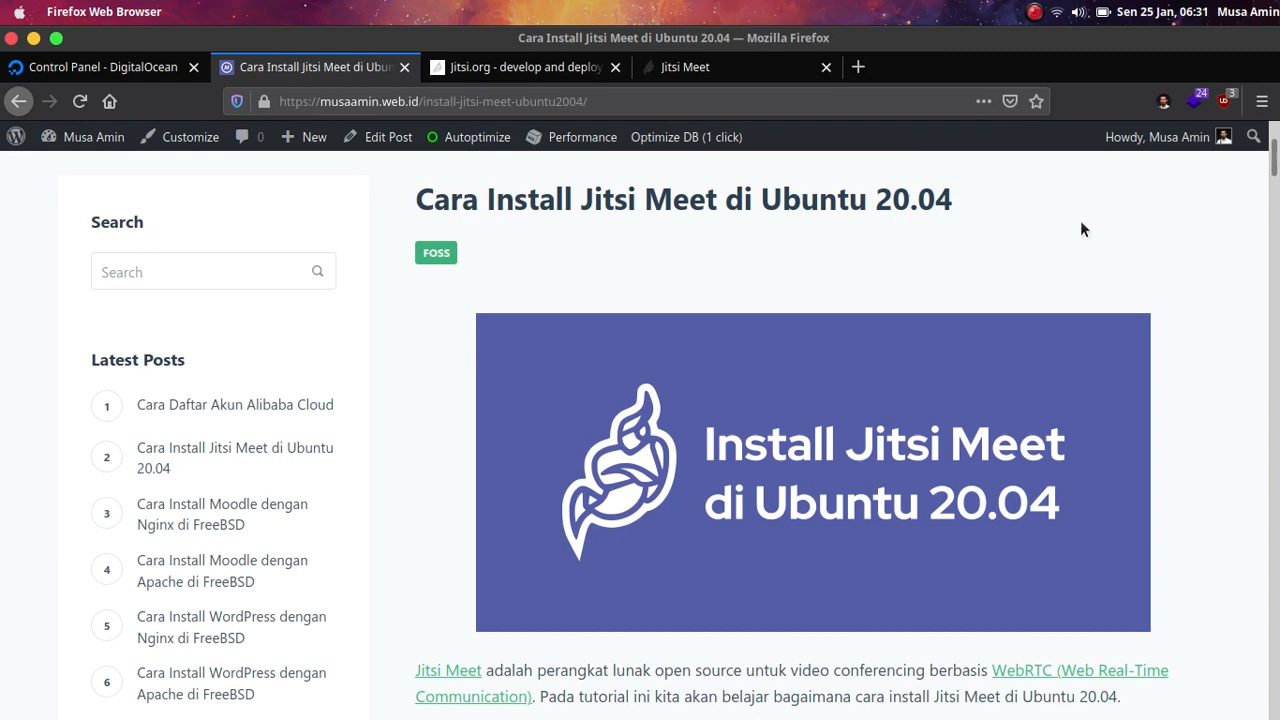 Firefox Web Browser
Sen 25 Jan, 06:31 Musa Amin
Cara Install Jitsi Meet di Ubuntu 20.04 — Mozilla Firefox
Control Panel - DigitalOcean
Cara Install Jitsi Meet di Ubun
Jitsi.org - develop and deploy
Jitsi Meet
https://musaamin.web.id/install-jitsi-meet-ubuntu2004/
24
3
Musa Amin Customize 0 New Edit Post Autoptimize Performance Optimize DB (1 click) Howdy, Musa Amin
Cara Install Jitsi Meet di Ubuntu 20.04
FOSS
Search
Search
Latest Posts
1 Cara Daftar Akun Alibaba Cloud
2 Cara Install Jitsi Meet di Ubuntu
20.04
3 Cara Install Moodle dengan
Nginx di FreeBSD
4 Cara Install Moodle dengan
Apache di FreeBSD
5 Cara Install WordPress dengan
Nginx di FreeBSD
6 Cara Install WordPress dengan
Apache di FreeBSD
Install Jitsi Meet
di Ubuntu 20.04
Jitsi Meet adalah perangkat lunak open source untuk video conferencing berbasis WebRTC (Web Real-Time
Communication). Pada tutorial ini kita akan belajar bagaimana cara install Jitsi Meet di Ubuntu 20.04.